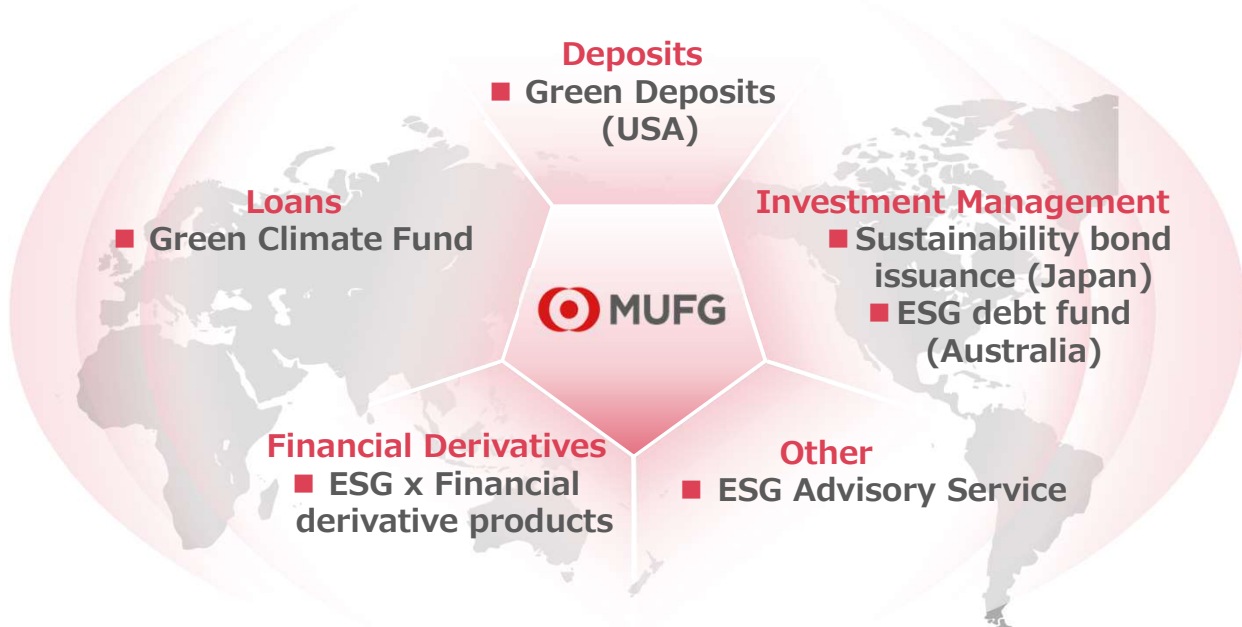 Deposits
■ Green Deposits
(USA)
Loans
■ Green Climate Fund
Investment Management
■ Sustainability bond
issuance (Japan)
■ ESG debt fund
(Australia)
MUFG
Financial Derivatives
■ ESG x Financial
derivative products
Other
■ ESG Advisory Service